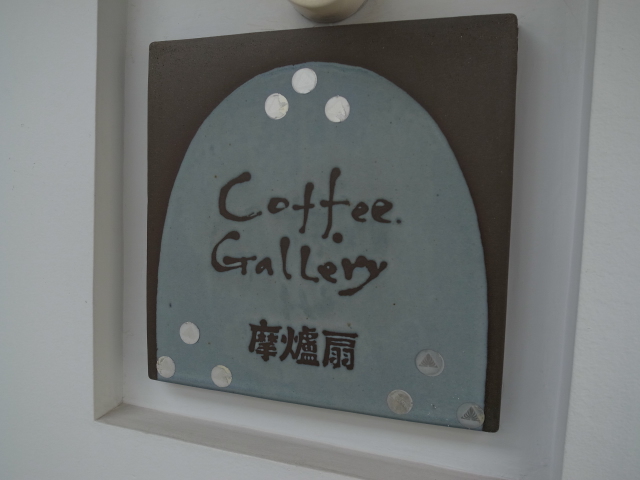 Coffee.
Gallery
摩爐扇